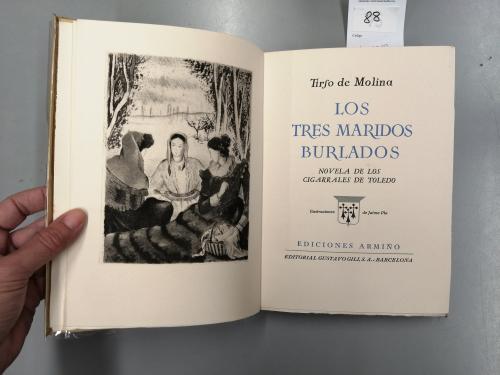 88
Código
Tirso de Molina
LOS
TRES MARIDOS
BURLADOS
NOVELA DE LOS
CIGARRALES DE TOLEDO
Ilustraciones de Jaime Pla
EDICIONES ARMIÑO
EDITORIAL GUSTAVO GILI, S. A. - BARCELONA